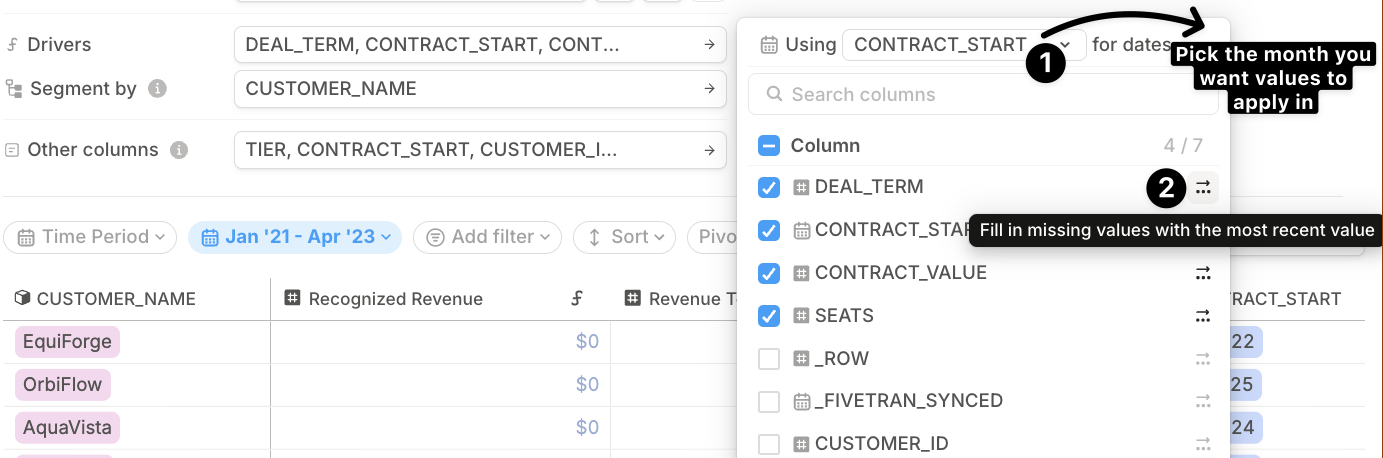 Drivers
DEAL_TERM, CONTRACT_START, CONT...
Segment by
CUSTOMER_NAME
Other columns
TIER, CONTRACT_START, CUSTOMER_I...
Using CONTRACT_START for dates
1
Pick the month you
want values to
apply in
Search columns
Column 4 / 7
DEAL_TERM
2
CONTRACT_STAR
Fill in missing values with the most recent value
CONTRACT_VALUE
SEATS
_ROW
_FIVETRAN_SYNCED
CUSTOMER_ID
Time Period
Jan '21 - Apr '23
Add filter
Sort
Pivo
CUSTOMER_NAME
Recognized Revenue
Revenue T
RACT_START
EquiForge $0 22
OrbiFlow $0 25
AquaVista $0 24